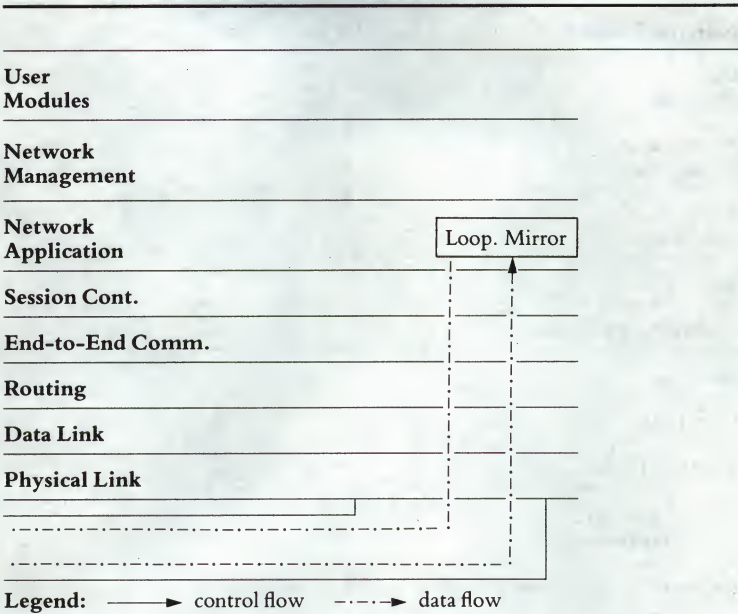 User
Modules
Network
Management
Network
Application
Loop. Mirror
Session Cont.
End-to-End Comm.
Routing
Data Link
Physical Link
Legend: control flow data flow